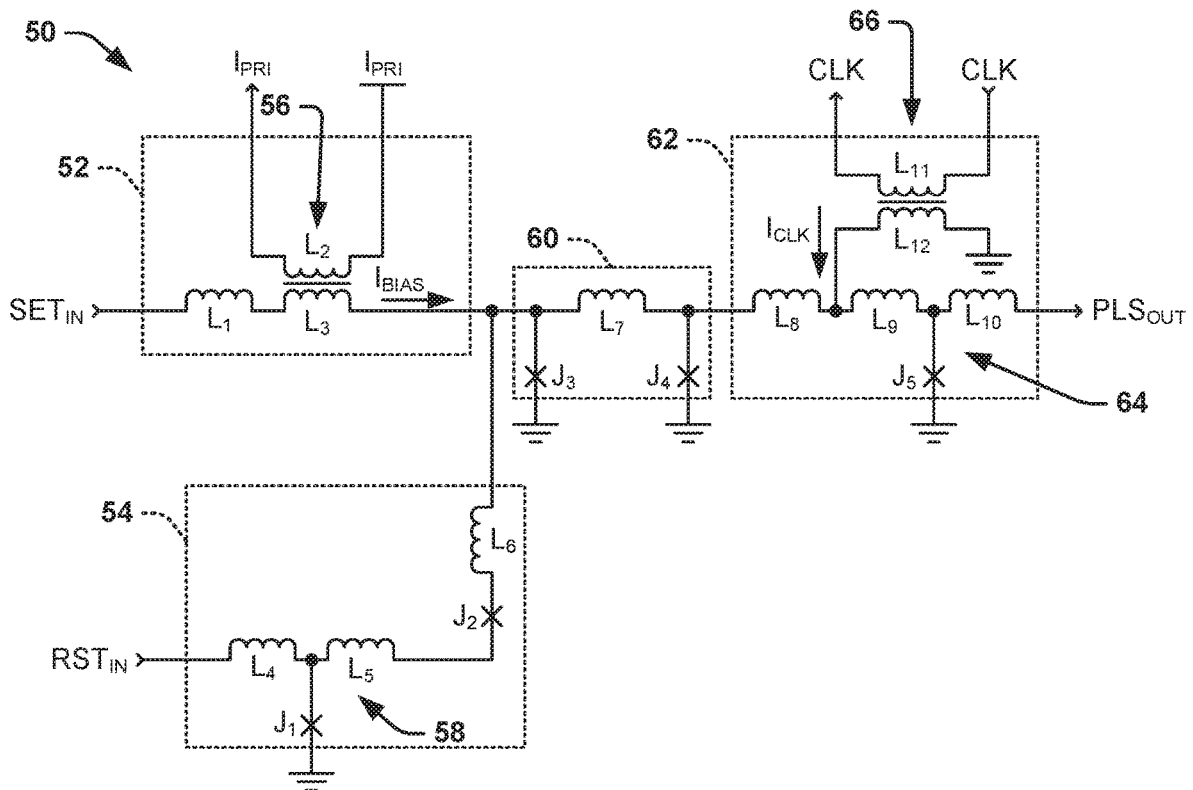 50
66
I_PRI
I_PRI
CLK
CLK
56
52
62
L_11
L_2
60
I_CLK
L_12
I_BIAS
SET_IN
L_1
L_3
L_7
L_8
L_9
L_10
PLS_OUT
J_3
J_4
J_5
64
54
L_6
J_2
RST_IN
L_4
L_5
J_1
58